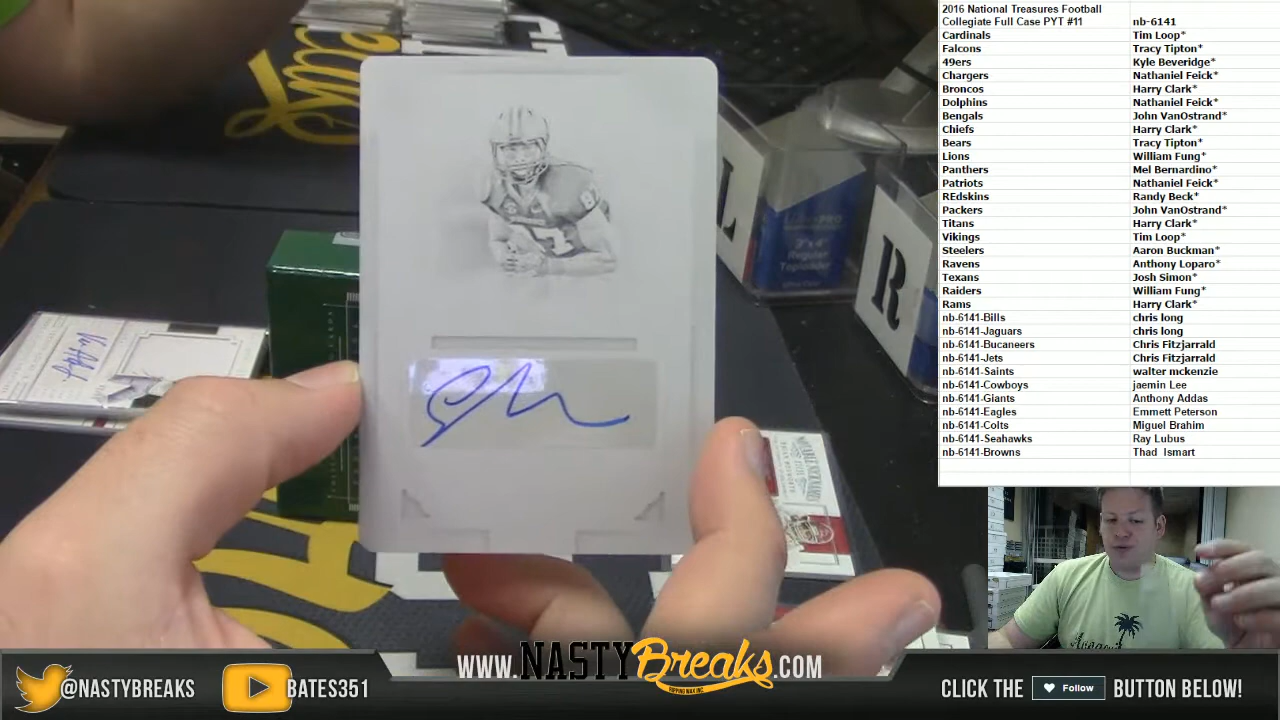 2016 National Treasures Football
Collegiate Full Case PYT #11 nb-6141
Cardinals Tim Loop*
Falcons Tracy Tipton*
49ers Kyle Beveridge*
Chargers Nathaniel Feick*
Broncos Harry Clark*
Dolphins Nathaniel Feick*
Bengals John VanOstrand*
Chiefs Harry Clark*
Bears Tracy Tipton*
Lions William Fung*
Panthers Mel Bernardino*
Patriots Nathaniel Feick*
REdskins Randy Beck*
Packers John VanOstrand*
Titans Harry Clark*
Vikings Tim Loop*
Steelers Aaron Buckman*
Ravens Anthony Loparo*
Texans Josh Simon*
Raiders William Fung*
Rams Harry Clark*
nb-6141-Bills chris long
nb-6141-Jaguars chris long
nb-6141-Bucaneers Chris Fitzjarrald
nb-6141-Jets Chris Fitzjarrald
nb-6141-Saints walter mckenzie
nb-6141-Cowboys jaemin Lee
nb-6141-Giants Anthony Addas
nb-6141-Eagles Emmett Peterson
nb-6141-Colts Miguel Brahim
nb-6141-Seahawks Ray Lubus
nb-6141-Browns Thad Ismart
L
R
@NASTYBREAKS
BATES351
WWW.NASTYBreaks.COM
RIPPING WAX INC.
CLICK THE Follow BUTTON BELOW!